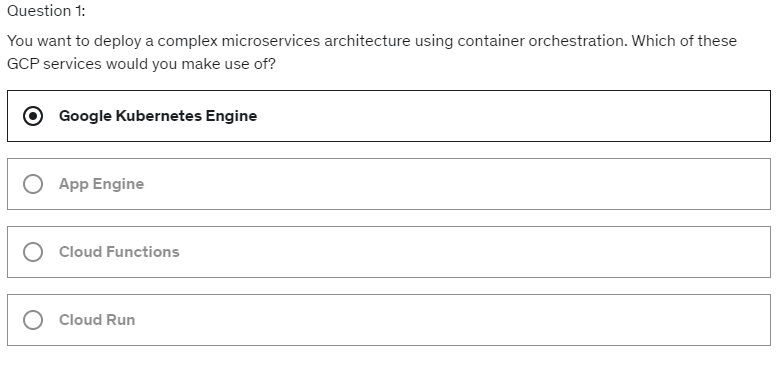 Question 1:
You want to deploy a complex microservices architecture using container orchestration. Which of these
GCP services would you make use of?
Google Kubernetes Engine
App Engine
Cloud Functions
Cloud Run